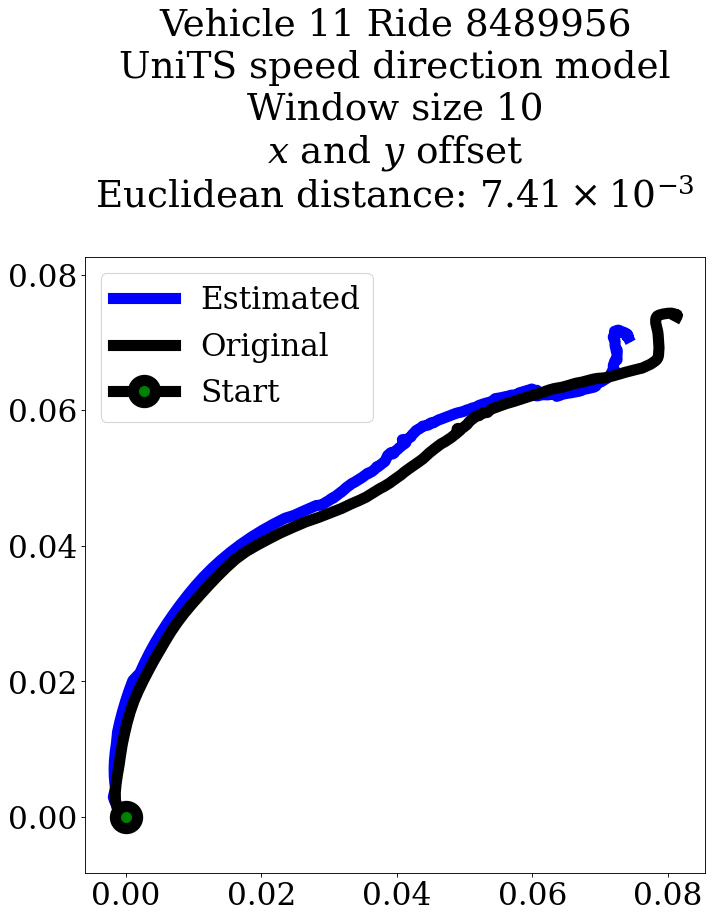 Vehicle 11 Ride 8489956
UniTS speed direction model
Window size 10
x and y offset
Euclidean distance: 7.41 × 10⁻³
Estimated
Original
Start
0.08
0.06
0.04
0.02
0.00
0.00 0.02 0.04 0.06 0.08